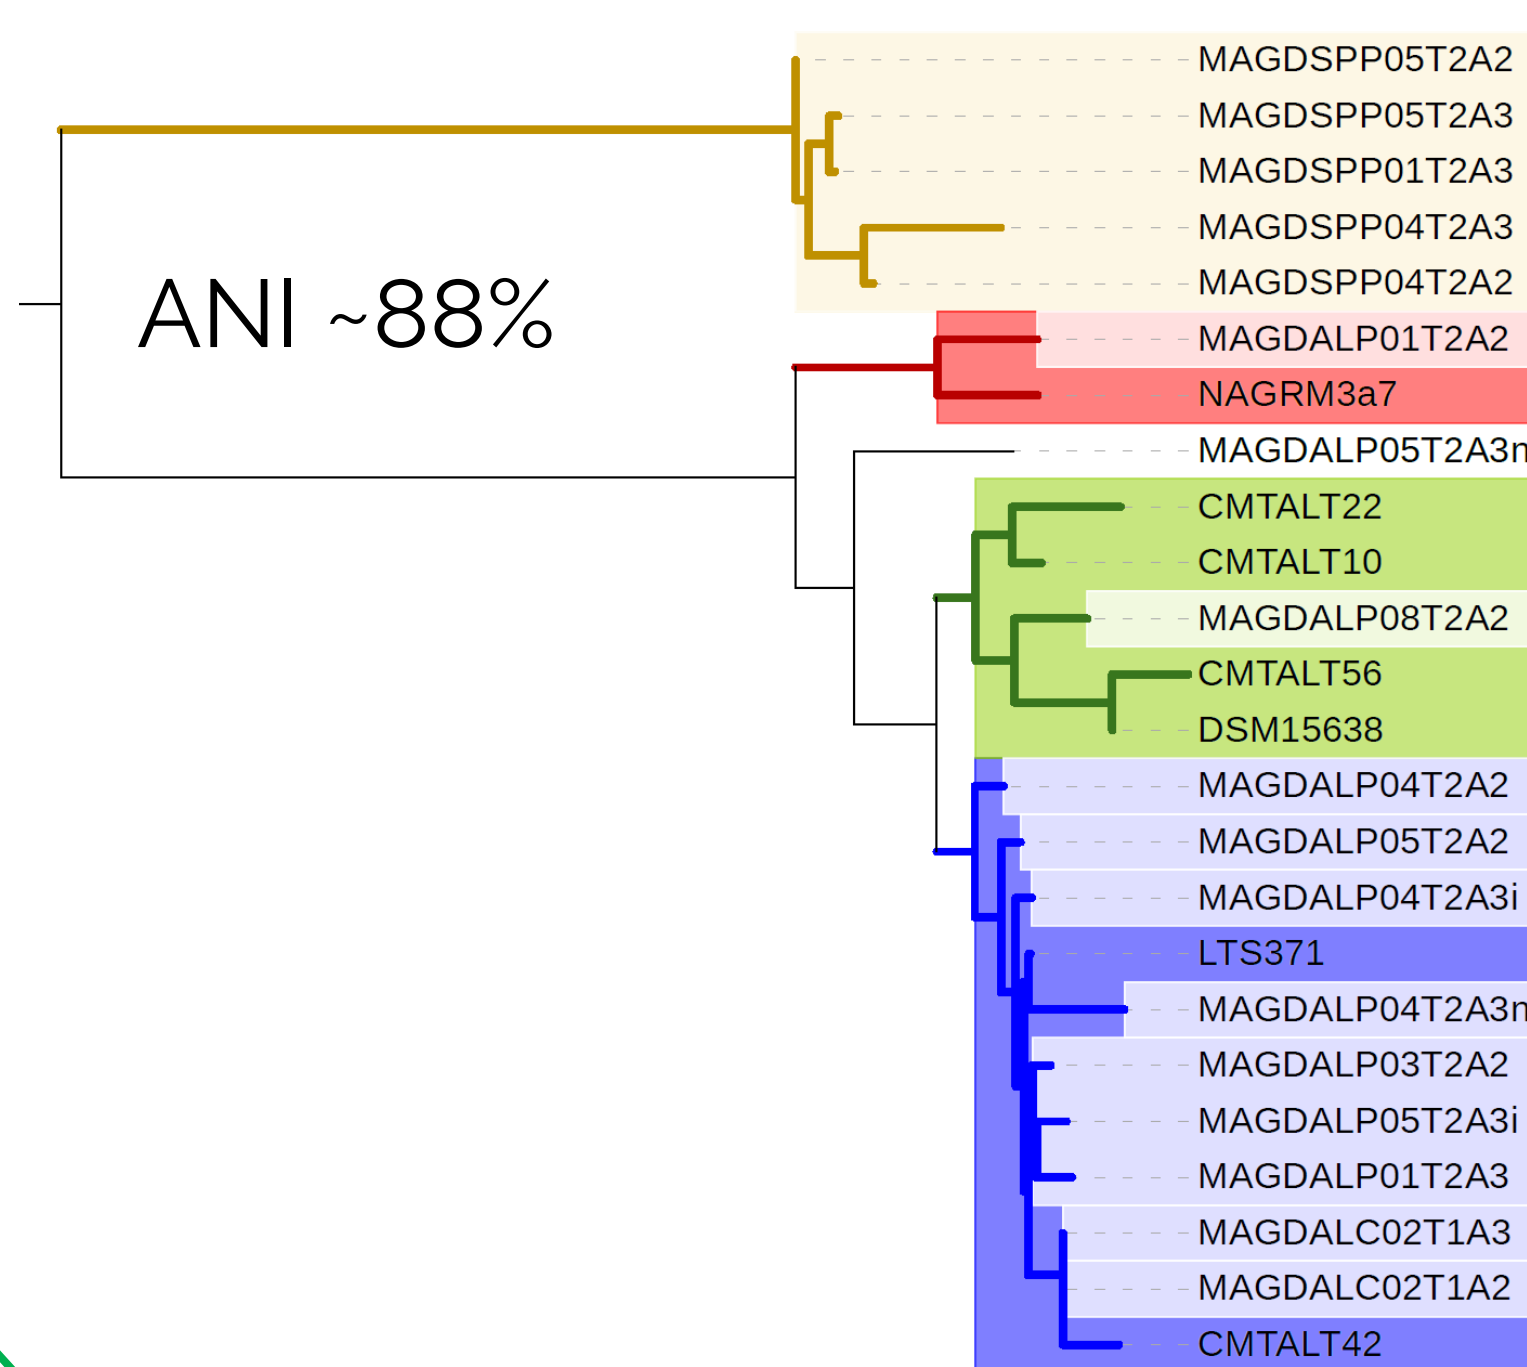 MAGDSPP05T2A2
MAGDSPP05T2A3
MAGDSPP01T2A3
MAGDSPP04T2A3
ANI ~88%
MAGDSPP04T2A2
MAGDALP01T2A2
NAGRM3a7
MAGDALP05T2A3n
CMTALT22
CMTALT10
MAGDALP08T2A2
CMTALT56
DSM15638
MAGDALP04T2A2
MAGDALP05T2A2
MAGDALP04T2A3i
LTS371
MAGDALP04T2A3n
MAGDALP03T2A2
MAGDALP05T2A3i
MAGDALP01T2A3
MAGDALC02T1A3
MAGDALC02T1A2
CMTALT42